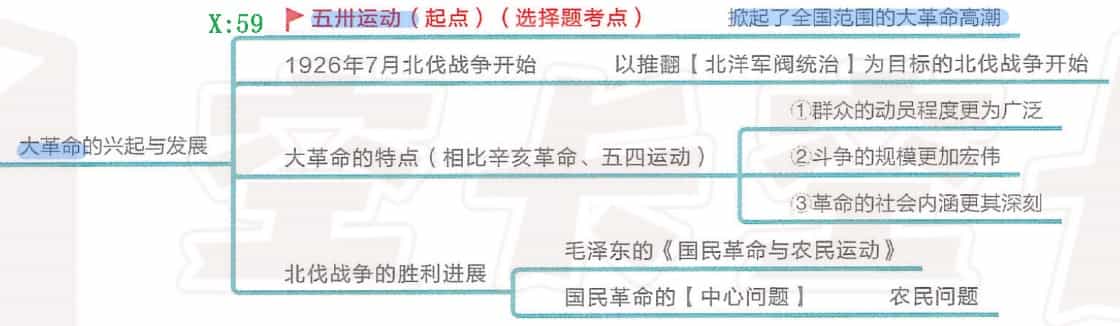 X:59
五卅运动（起点）（选择题考点） 掀起了全国范围的大革命高潮
1926年7月北伐战争开始 以推翻【北洋军阀统治】为目标的北伐战争开始
大革命的兴起与发展
大革命的特点（相比辛亥革命、五四运动）
①群众的动员程度更为广泛
②斗争的规模更加宏伟
③革命的社会内涵更其深刻
北伐战争的胜利进展
毛泽东的《国民革命与农民运动》
国民革命的【中心问题】 农民问题